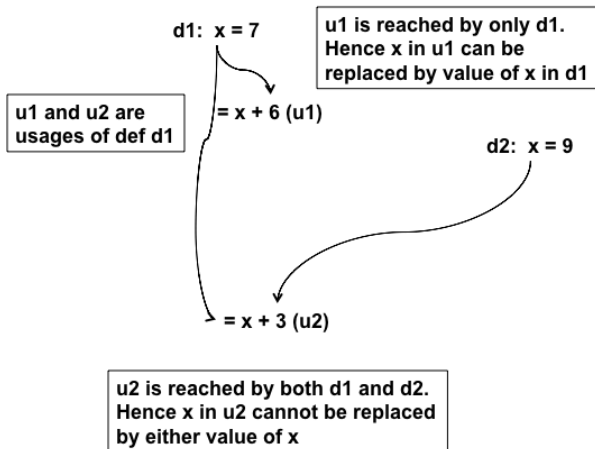 d1: x = 7
u1 is reached by only d1.
Hence x in u1 can be
replaced by value of x in d1
u1 and u2 are
usages of def d1
= x + 6 (u1)
d2: x = 9
= x + 3 (u2)
u2 is reached by both d1 and d2.
Hence x in u2 cannot be replaced
by either value of x